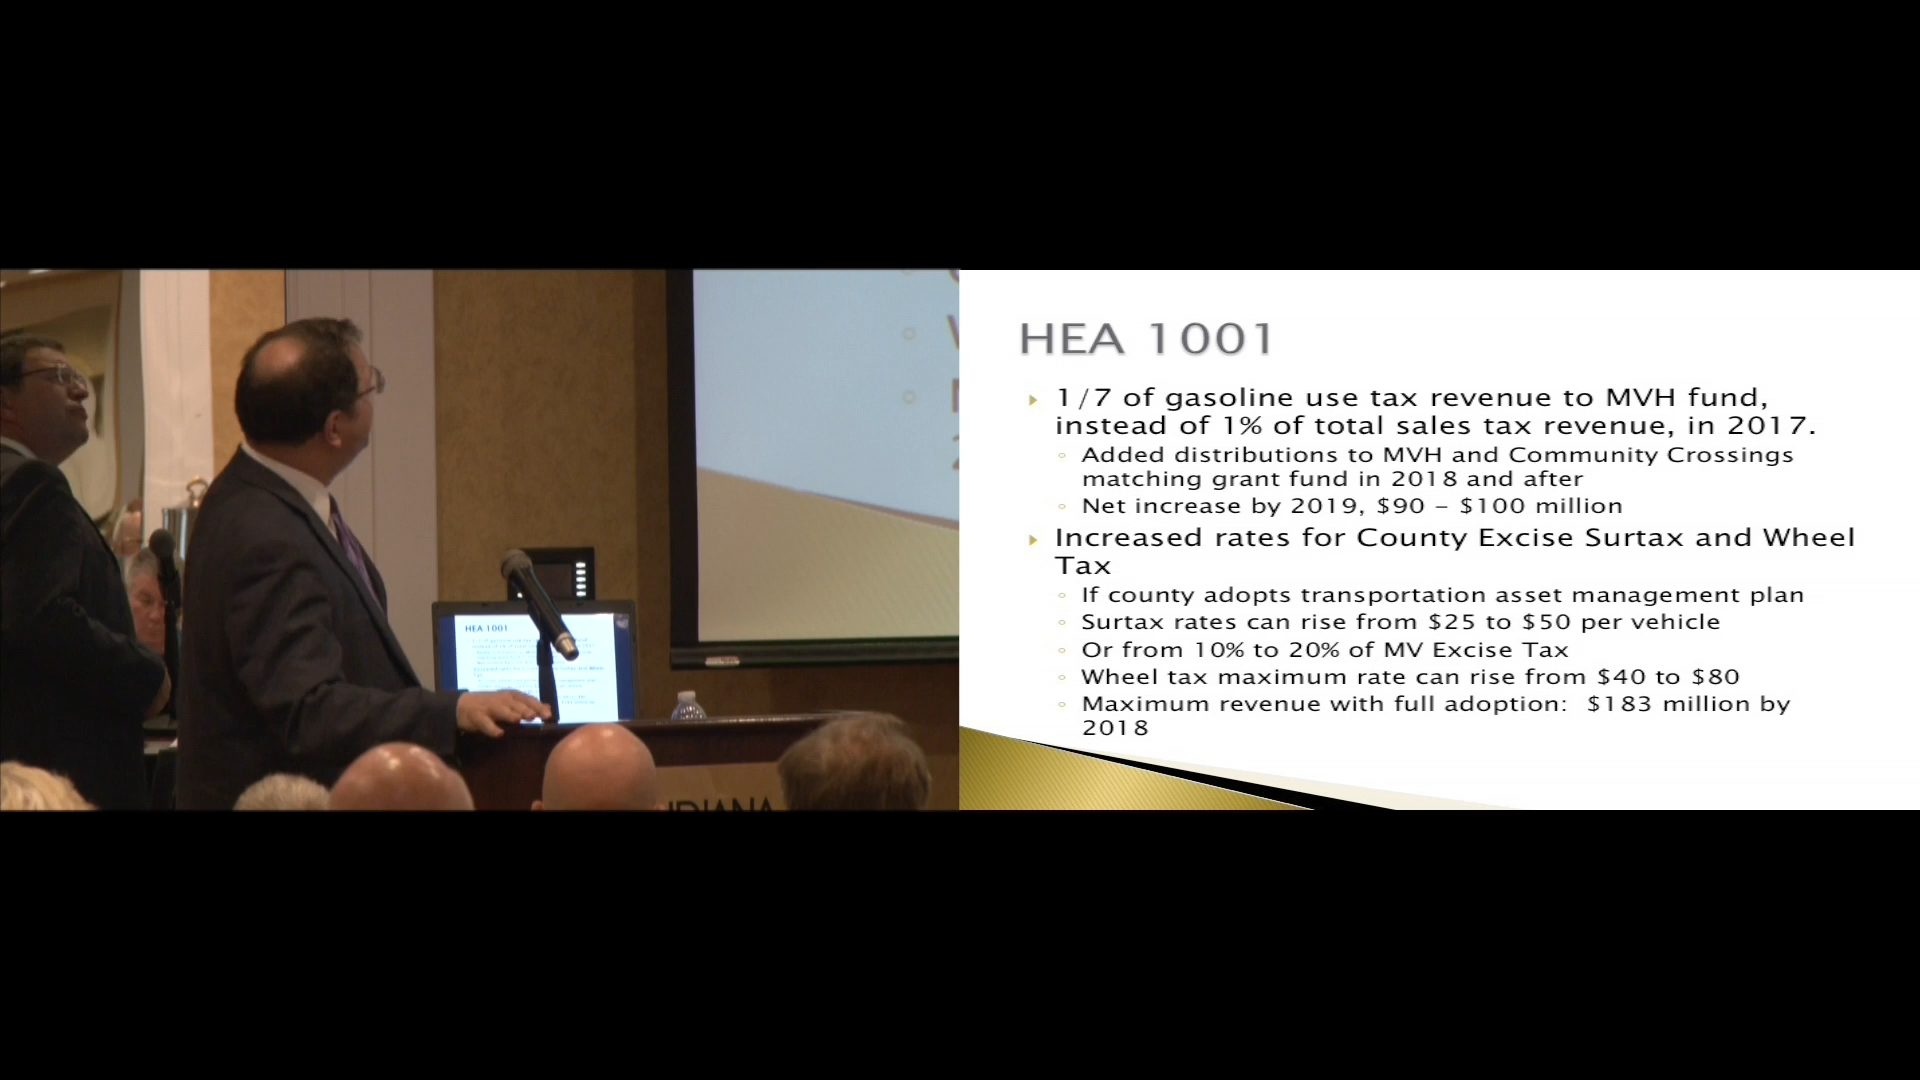 HEA 1001
1/7 of gasoline use tax revenue to MVH fund,
instead of 1% of total sales tax revenue, in 2017.
Added distributions to MVH and Community Crossings
matching grant fund in 2018 and after
Net increase by 2019, $90 – $100 million
Increased rates for County Excise Surtax and Wheel
Tax
If county adopts transportation asset management plan
Surtax rates can rise from $25 to $50 per vehicle
Or from 10% to 20% of MV Excise Tax
Wheel tax maximum rate can rise from $40 to $80
Maximum revenue with full adoption:  $183 million by
2018
HEA 1001